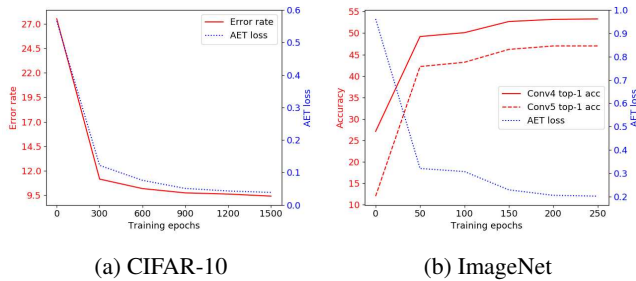 27.0
24.5
22.0
19.5
17.0
14.5
12.0
9.5
Error rate
0 300 600 900 1200 1500
Training epochs
0.6
0.5
0.4
0.3
0.2
0.1
0.0
AET loss
Error rate
AET loss
(a) CIFAR-10
55
50
45
40
35
30
25
20
15
10
Accuracy
0 50 100 150 200 250
Training epochs
1.0
0.9
0.8
0.7
0.6
0.5
0.4
0.3
0.2
AET loss
Conv4 top-1 acc
Conv5 top-1 acc
AET loss
(b) ImageNet